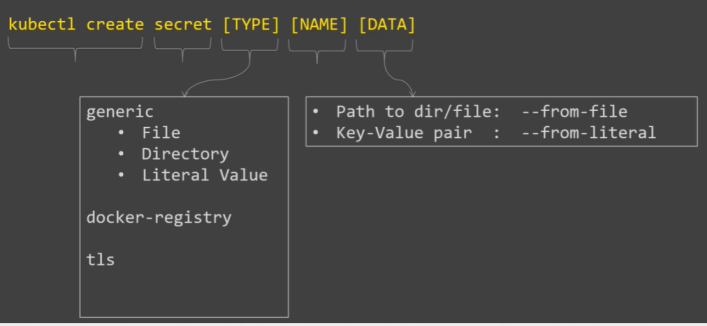 kubectl create secret [TYPE] [NAME] [DATA]
generic
• File
• Directory
• Literal Value
docker-registry
tls
• Path to dir/file: --from-file
• Key-Value pair : --from-literal